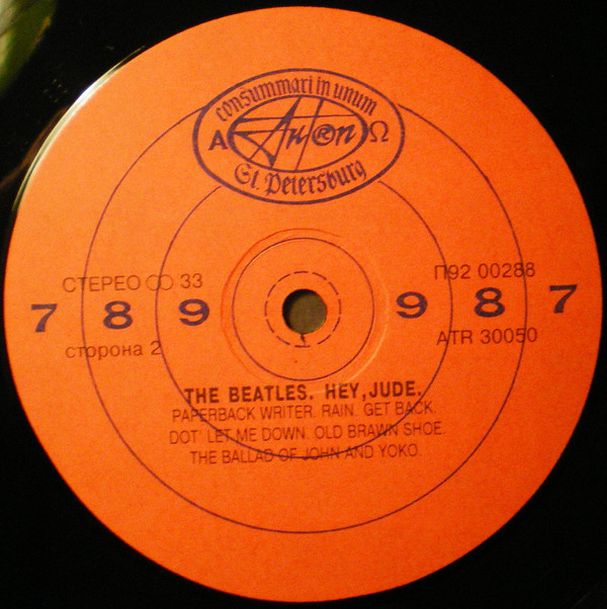 consummari in unum
A Antron Ω
St. Petersburg
СТЕРЕО 33
П92 00288
7 8 9 9 8 7
сторона 2
ATR 30050
THE BEATLES. HEY,JUDE.
PAPERBACK WRITER. RAIN. GET BACK.
DOT' LET ME DOWN. OLD BRAWN SHOE.
THE BALLAD OF JOHN AND YOKO.